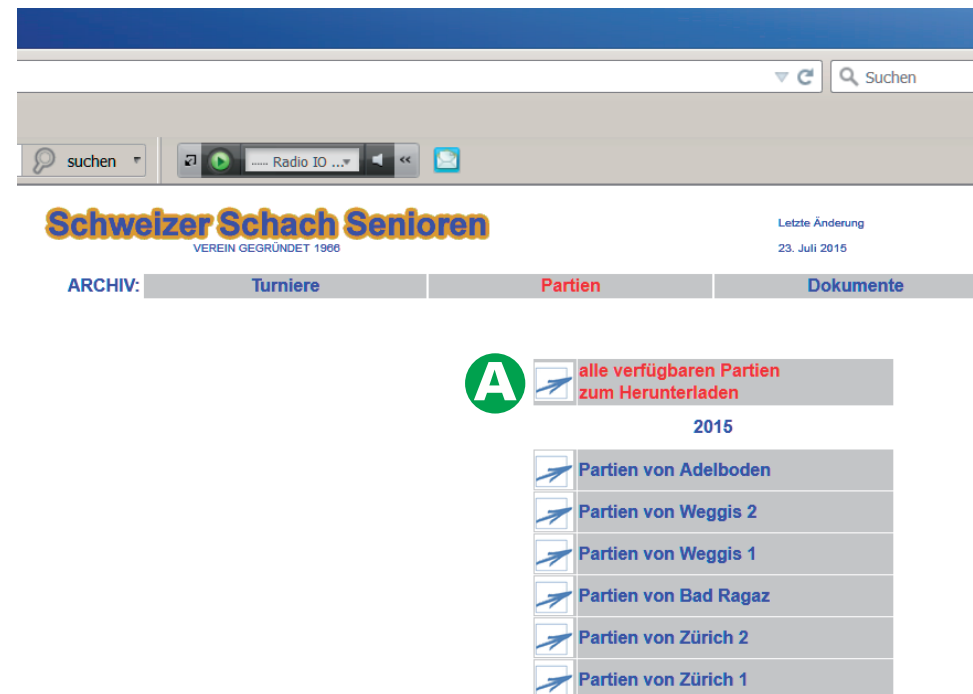 Suchen
suchen
...... Radio IO ...
Schweizer Schach Senioren
VEREIN GEGRÜNDET 1966
Letzte Änderung
23. Juli 2015
ARCHIV: Turniere Partien Dokumente
A
alle verfügbaren Partien
zum Herunterladen
2015
Partien von Adelboden
Partien von Weggis 2
Partien von Weggis 1
Partien von Bad Ragaz
Partien von Zürich 2
Partien von Zürich 1